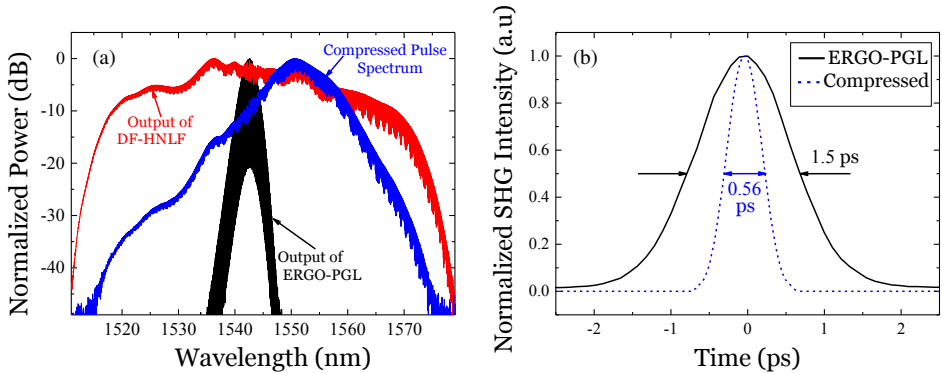 (a)
Compressed Pulse
Spectrum
Output of
DF-HNLF
Output of
ERGO-PGL
0
-10
-20
-30
-40
Normalized Power (dB)
1520 1530 1540 1550 1560 1570
Wavelength (nm)
(b)
ERGO-PGL
Compressed
1.5 ps
0.56
ps
1.0
0.8
0.6
0.4
0.2
0.0
Normalized SHG Intensity (a.u)
-2 -1 0 1 2
Time (ps)